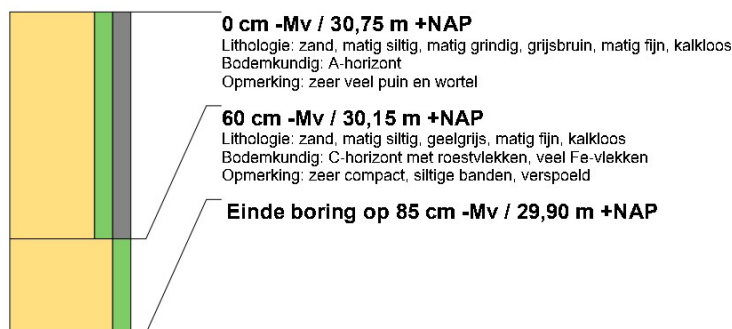 0 cm -Mv / 30,75 m +NAP
Lithologie: zand, matig siltig, matig grindig, grijsbruin, matig fijn, kalkloos
Bodemkundig: A-horizont
Opmerking: zeer veel puin en wortel
60 cm -Mv / 30,15 m +NAP
Lithologie: zand, matig siltig, geelgrijs, matig fijn, kalkloos
Bodemkundig: C-horizont met roestvlekken, veel Fe-vlekken
Opmerking: zeer compact, siltige banden, verspoeld
Einde boring op 85 cm -Mv / 29,90 m +NAP